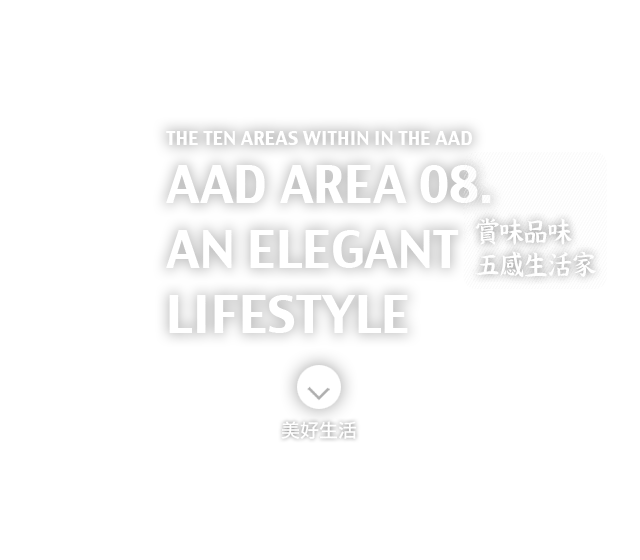 THE TEN AREAS WITHIN IN THE AAD
AAD AREA 08.
AN ELEGANT
LIFESTYLE
賞味品味
五感生活家
美好生活